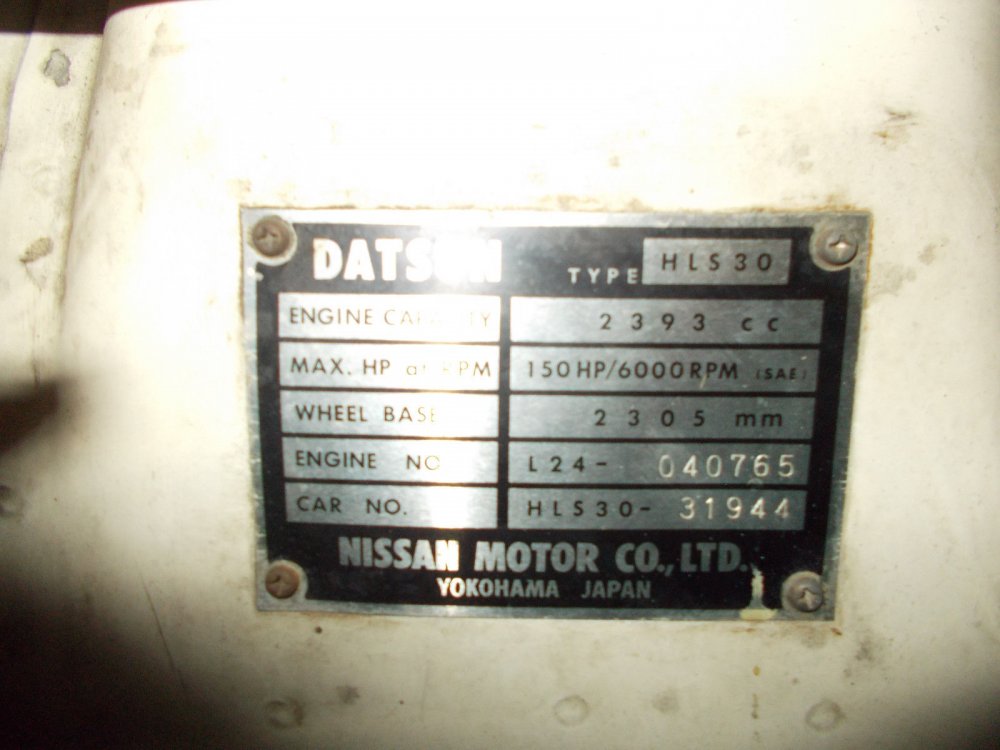 DATSUN TYPE HLS30
ENGINE CAPACITY 2393 cc
MAX. HP at RPM 150HP/6000RPM (SAE)
WHEEL BASE 2305 mm
ENGINE NO. L24- 040765
CAR NO. HLS30- 31944
NISSAN MOTOR CO., LTD.
YOKOHAMA JAPAN